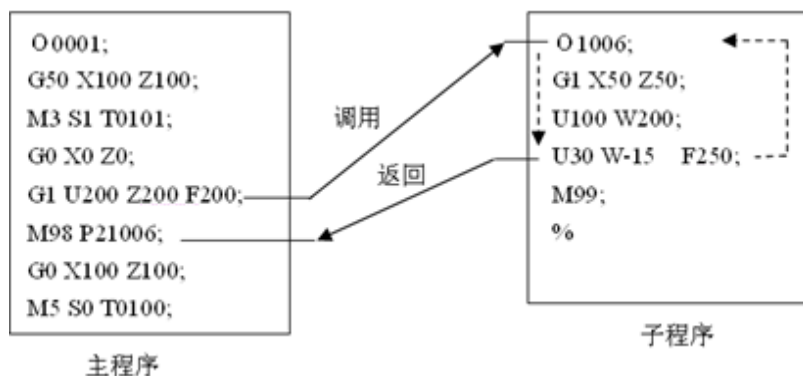 O0001;
G50 X100 Z100;
M3 S1 T0101;
G0 X0 Z0;
G1 U200 Z200 F200;
M98 P21006;
G0 X100 Z100;
M5 S0 T0100;
主程序
调用
返回
O1006;
G1 X50 Z50;
U100 W200;
U30 W-15 F250;
M99;
%
子程序